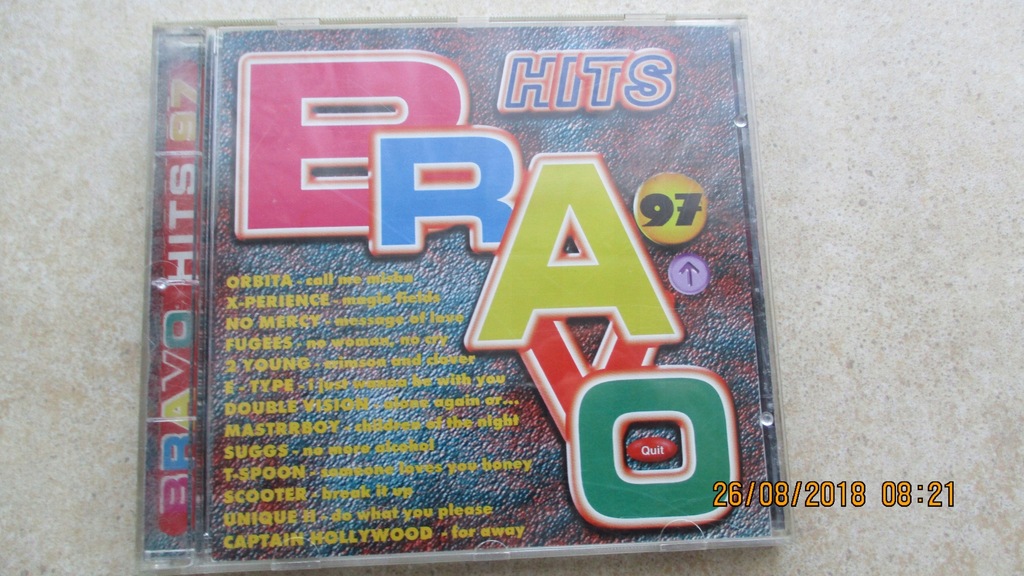 BRAVO HITS 97
HITS
BRAVO
97
ORBITA - call me misha
X-PERIENCE - magic fields
NO MERCY - message of love
FUGEES - no woman, no cry
2 YOUNG - crimson and clover
E - TYPE - I just wanna be with you
DOUBLE VISION - alone again or...
MASTERBOY - children of the night
SUGGS - no more alcohol
T-SPOON - someone loves you honey
SCOOTER - break it up
UNIQUE II - do what you please
CAPTAIN HOLLYWOOD - for away
Quit
26/08/2018 08:21